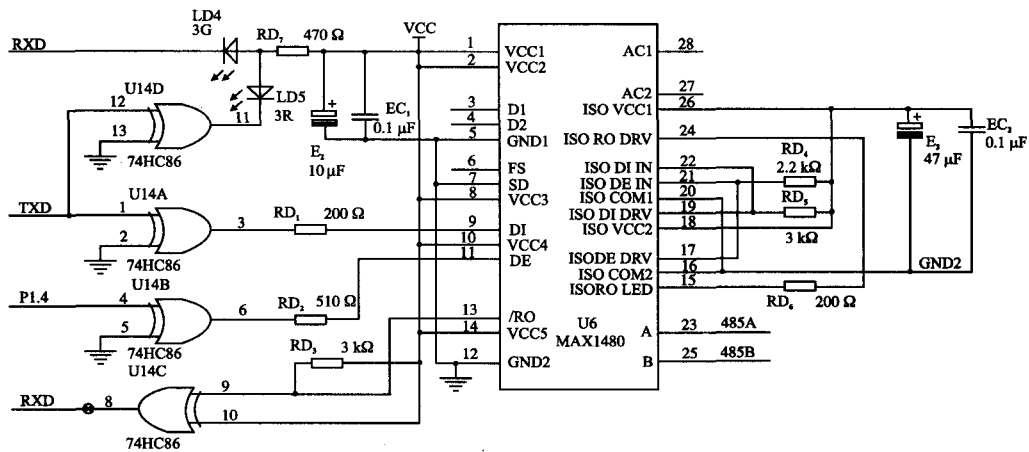 LD4
3G
RXD
RD7 470 Ω
VCC
LD5
3R
E2
10 μF
EC1
0.1 μF
U14D
12
13
11
74HC86
TXD
U14A
1
2
3
74HC86
RD1 200 Ω
P1.4
U14B
4
5
6
74HC86
RD2 510 Ω
U14C
RD3 3 kΩ
RXD
8
9
10
74HC86
1 VCC1
2 VCC2
3 D1
4 D2
5 GND1
6 FS
7 SD
8 VCC3
9 DI
10 VCC4
11 DE
13 /RO
14 VCC5
12 GND2
U6
MAX1480
AC1 28
AC2 27
ISO VCC1 26
ISO RO DRV 24
ISO DI IN 22
ISO DE IN 21
ISO COM1 20
ISO DI DRV 19
ISO VCC2 18
ISODE DRV 17
ISO COM2 16
ISORO LED 15
A 23 485A
B 25 485B
RD4
2.2 kΩ
RD5
3 kΩ
RD6 200 Ω
GND2
E3
47 μF
0.1 μF